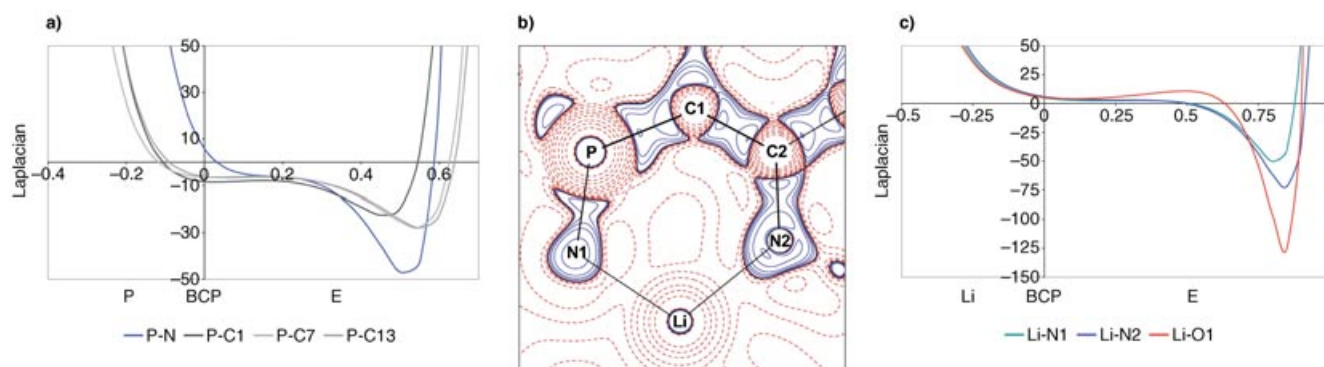 a)
50
30
10
−10
−30
−50
Laplacian
−0.4
−0.2
0.0
0.2
0.4
0.6
P
BCP
E
P-N
P-C1
P-C7
P-C13
b)
C1
P
C2
N1
N2
Li
c)
50
25
0
−25
−50
−75
−100
−125
−150
Laplacian
−0.5
−0.25
0
0.25
0.5
0.75
Li
BCP
E
Li-N1
Li-N2
Li-O1